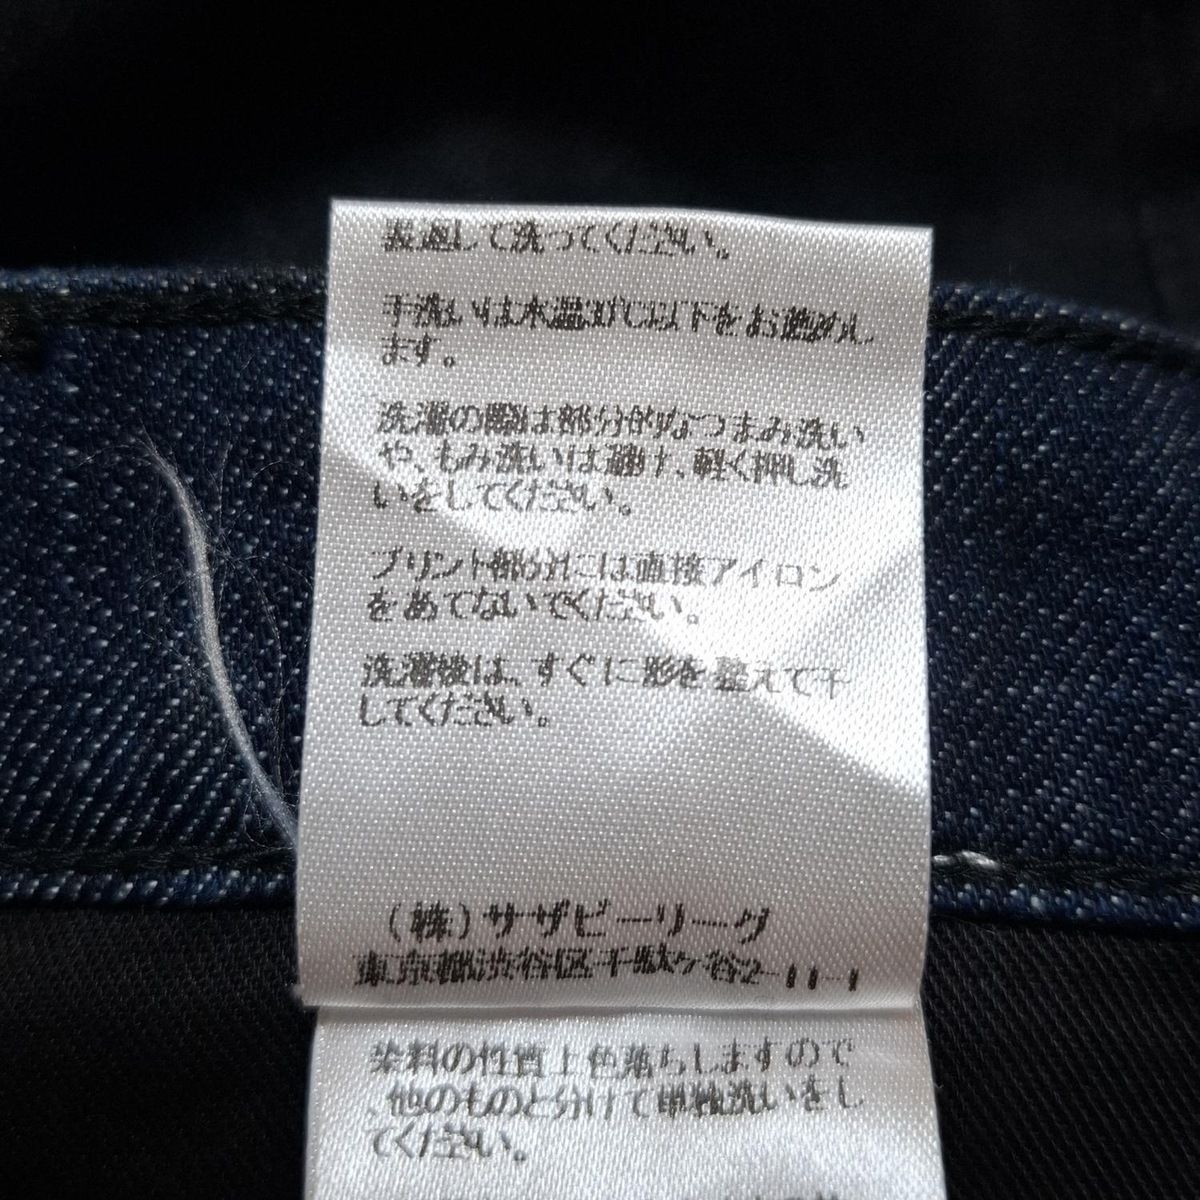 裏返して洗ってください。
手洗いは水温30℃以下をお勧めし
ます。
洗濯の際は部分的なつまみ洗い
や、もみ洗いは避け、軽く押し洗
いをしてください。
プリント部分には直接アイロン
をあてないでください。
洗濯後は、すぐに形を整えて干
してください。
(株)サザビーリーグ
東京都渋谷区千駄ヶ谷2-11-1
染料の性質上色落ちしますので
、他のものと分けて単独洗いをし
てください。